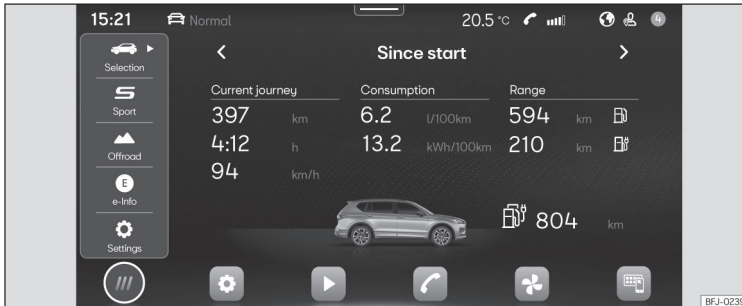 15:21 Normal 20.5 °C 4
Selection
Since start
Sport
Current journey Consumption Range
397 km 6.2 l/100km 594 km
4:12 h 13.2 kWh/100km 210 km
94 km/h
Offroad
E
e-Info
804 km
Settings
BFJ-0239